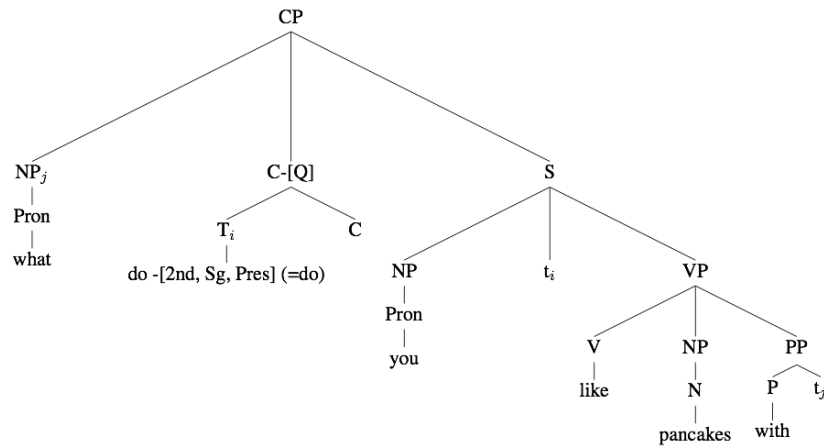 CP
NPⱼ C-[Q] S
Pron
Tᵢ C
what
do -[2nd, Sg, Pres] (=do)
NP tᵢ VP
Pron
you
V NP PP
like N P tⱼ
pancakes with